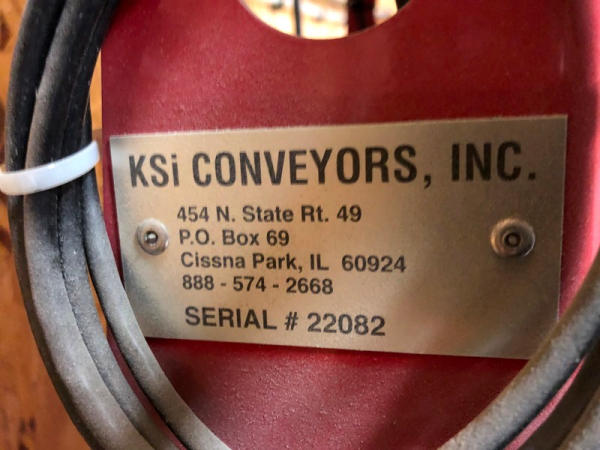 KSi CONVEYORS, INC.
454 N. State Rt. 49
P.O. Box 69
Cissna Park, IL 60924
888 - 574 - 2668
SERIAL # 22082